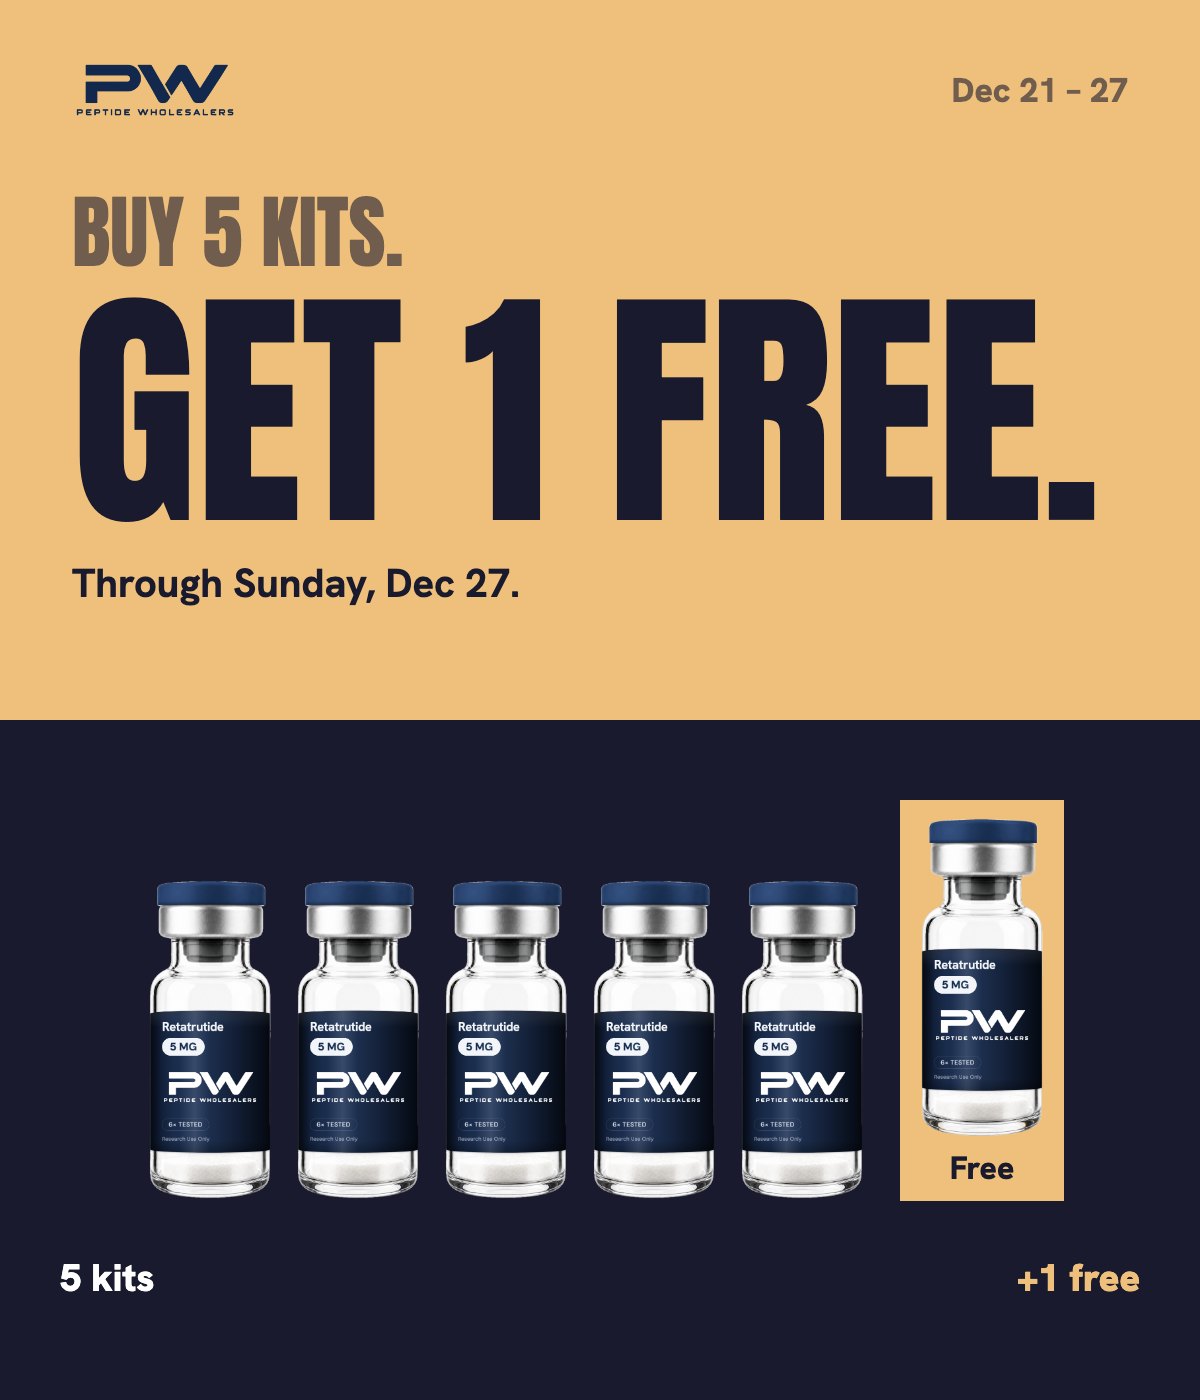 PW
PEPTIDE WHOLESALERS
Dec 21 – 27
BUY 5 KITS.
GET 1 FREE.
Through Sunday, Dec 27.
Retatrutide
5 MG
PW
PEPTIDE WHOLESALERS
6× TESTED
Research Use Only
Retatrutide
5 MG
PW
PEPTIDE WHOLESALERS
6× TESTED
Research Use Only
Retatrutide
5 MG
PW
PEPTIDE WHOLESALERS
6× TESTED
Research Use Only
Retatrutide
5 MG
PW
PEPTIDE WHOLESALERS
6× TESTED
Research Use Only
Retatrutide
5 MG
PW
PEPTIDE WHOLESALERS
6× TESTED
Research Use Only
Retatrutide
5 MG
PW
PEPTIDE WHOLESALERS
6× TESTED
Research Use Only
Free
5 kits
+1 free